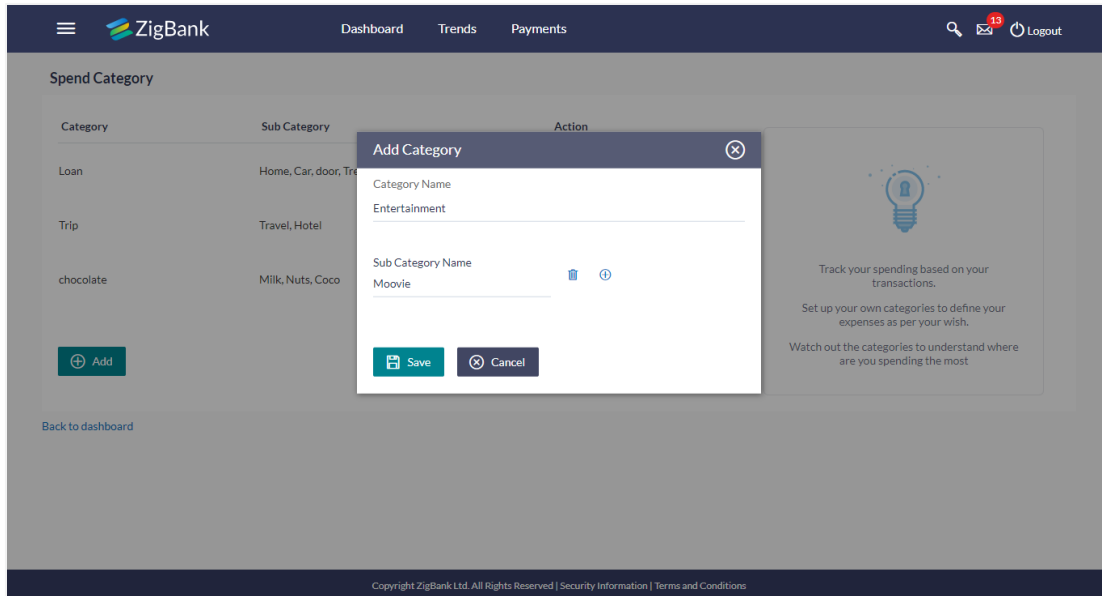 ZigBank
Dashboard Trends Payments
13
Logout
Spend Category
Category Sub Category Action
Loan Home, Car, door, Tre
Trip Travel, Hotel
chocolate Milk, Nuts, Coco
Add
Back to dashboard
Add Category
Category Name
Entertainment
Sub Category Name
Moovie
Save Cancel
Track your spending based on your
transactions.
Set up your own categories to define your
expenses as per your wish.
Watch out the categories to understand where
are you spending the most
Copyright ZigBank Ltd. All Rights Reserved | Security Information | Terms and Conditions